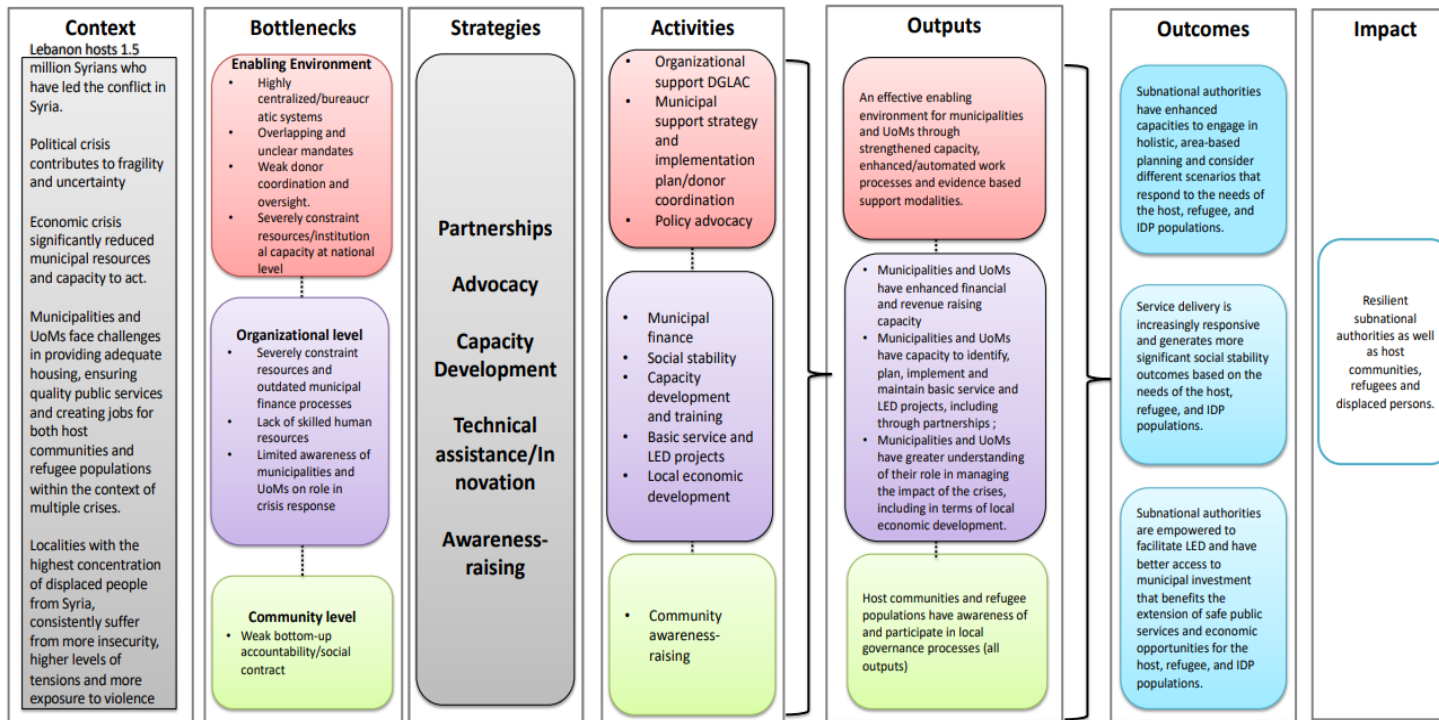 Context
Lebanon hosts 1.5
million Syrians who
have led the conflict in
Syria.
Political crisis
contributes to fragility
and uncertainty
Economic crisis
significantly reduced
municipal resources
and capacity to act.
Municipalities and
UoMs face challenges
in providing adequate
housing, ensuring
quality public services
and creating jobs for
both host
communities and
refugee populations
within the context of
multiple crises.
Localities with the
highest concentration
of displaced people
from Syria,
consistently suffer
from more insecurity,
higher levels of
tensions and more
exposure to violence
Bottlenecks
Enabling Environment
• Highly
centralized/bureaucr
atic systems
• Overlapping and
unclear mandates
• Weak donor
coordination and
oversight.
• Severely constraint
resources/institution
al capacity at national
level
Organizational level
• Severely constraint
resources and
outdated municipal
finance processes
• Lack of skilled human
resources
• Limited awareness of
municipalities and
UoMs on role in
crisis response
Community level
• Weak bottom-up
accountability/social
contract
Strategies
Partnerships
Advocacy
Capacity
Development
Technical
assistance/In
novation
Awareness-
raising
Activities
• Organizational
support DGLAC
• Municipal
support strategy
and
implementation
plan/donor
coordination
• Policy advocacy
• Municipal
finance
• Social stability
• Capacity
development
and training
• Basic service and
LED projects
• Local economic
development
• Community
awareness-
raising
Outputs
An effective enabling
environment for municipalities
and UoMs through
strengthened capacity,
enhanced/automated work
processes and evidence based
support modalities.
• Municipalities and UoMs
have enhanced financial
and revenue raising
capacity
• Municipalities and UoMs
have capacity to identify,
plan, implement and
maintain basic service and
LED projects, including
through partnerships ;
• Municipalities and UoMs
have greater understanding
of their role in managing
the impact of the crises,
including in terms of local
economic development.
Host communities and refugee
populations have awareness of
and participate in local
governance processes (all
outputs)
Outcomes
Subnational authorities
have enhanced
capacities to engage in
holistic, area-based
planning and consider
different scenarios that
respond to the needs of
the host, refugee, and
IDP populations.
Service delivery is
increasingly responsive
and generates more
significant social stability
outcomes based on the
needs of the host,
refugee, and IDP
populations.
Subnational authorities
are empowered to
facilitate LED and have
better access to
municipal investment
that benefits the
extension of safe public
services and economic
opportunities for the
host, refugee, and IDP
populations.
Impact
Resilient
subnational
authorities as well
as host
communities,
refugees and
displaced persons.